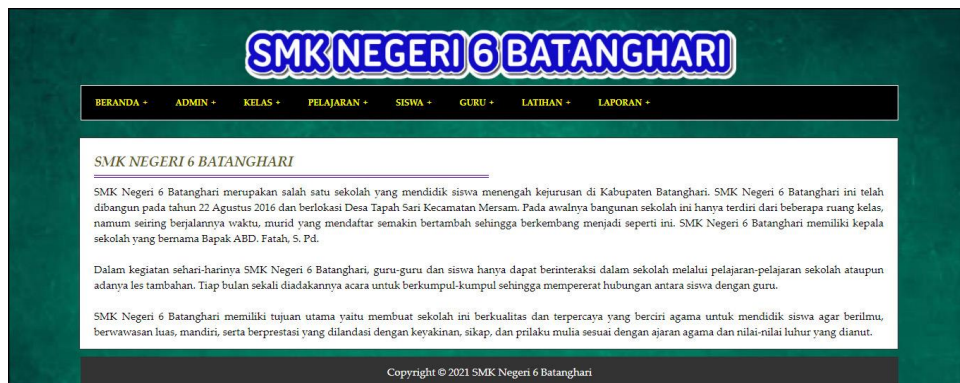 SMK NEGERI 6 BATANGHARI
BERANDA + ADMIN + KELAS + PELAJARAN + SISWA + GURU + LATIHAN + LAPORAN +
SMK NEGERI 6 BATANGHARI
SMK Negeri 6 Batanghari merupakan salah satu sekolah yang mendidik siswa menengah kejurusan di Kabupaten Batanghari. SMK Negeri 6 Batanghari ini telah
dibangun pada tahun 22 Agustus 2016 dan berlokasi Desa Tapah Sari Kecamatan Mersam. Pada awalnya bangunan sekolah ini hanya terdiri dari beberapa ruang kelas,
namum seiring berjalannya waktu, murid yang mendaftar semakin bertambah sehingga berkembang menjadi seperti ini. SMK Negeri 6 Batanghari memiliki kepala
sekolah yang bernama Bapak ABD. Fatah, S. Pd.
Dalam kegiatan sehari-harinya SMK Negeri 6 Batanghari, guru-guru dan siswa hanya dapat berinteraksi dalam sekolah melalui pelajaran-pelajaran sekolah ataupun
adanya les tambahan. Tiap bulan sekali diadakannya acara untuk berkumpul-kumpul sehingga mempererat hubungan antara siswa dengan guru.
SMK Negeri 6 Batanghari memiliki tujuan utama yaitu membuat sekolah ini berkualitas dan terpercaya yang berciri agama untuk mendidik siswa agar berilmu,
berwawasan luas, mandiri, serta berprestasi yang dilandasi dengan keyakinan, sikap, dan prilaku mulia sesuai dengan ajaran agama dan nilai-nilai luhur yang dianut.
Copyright © 2021 SMK Negeri 6 Batanghari